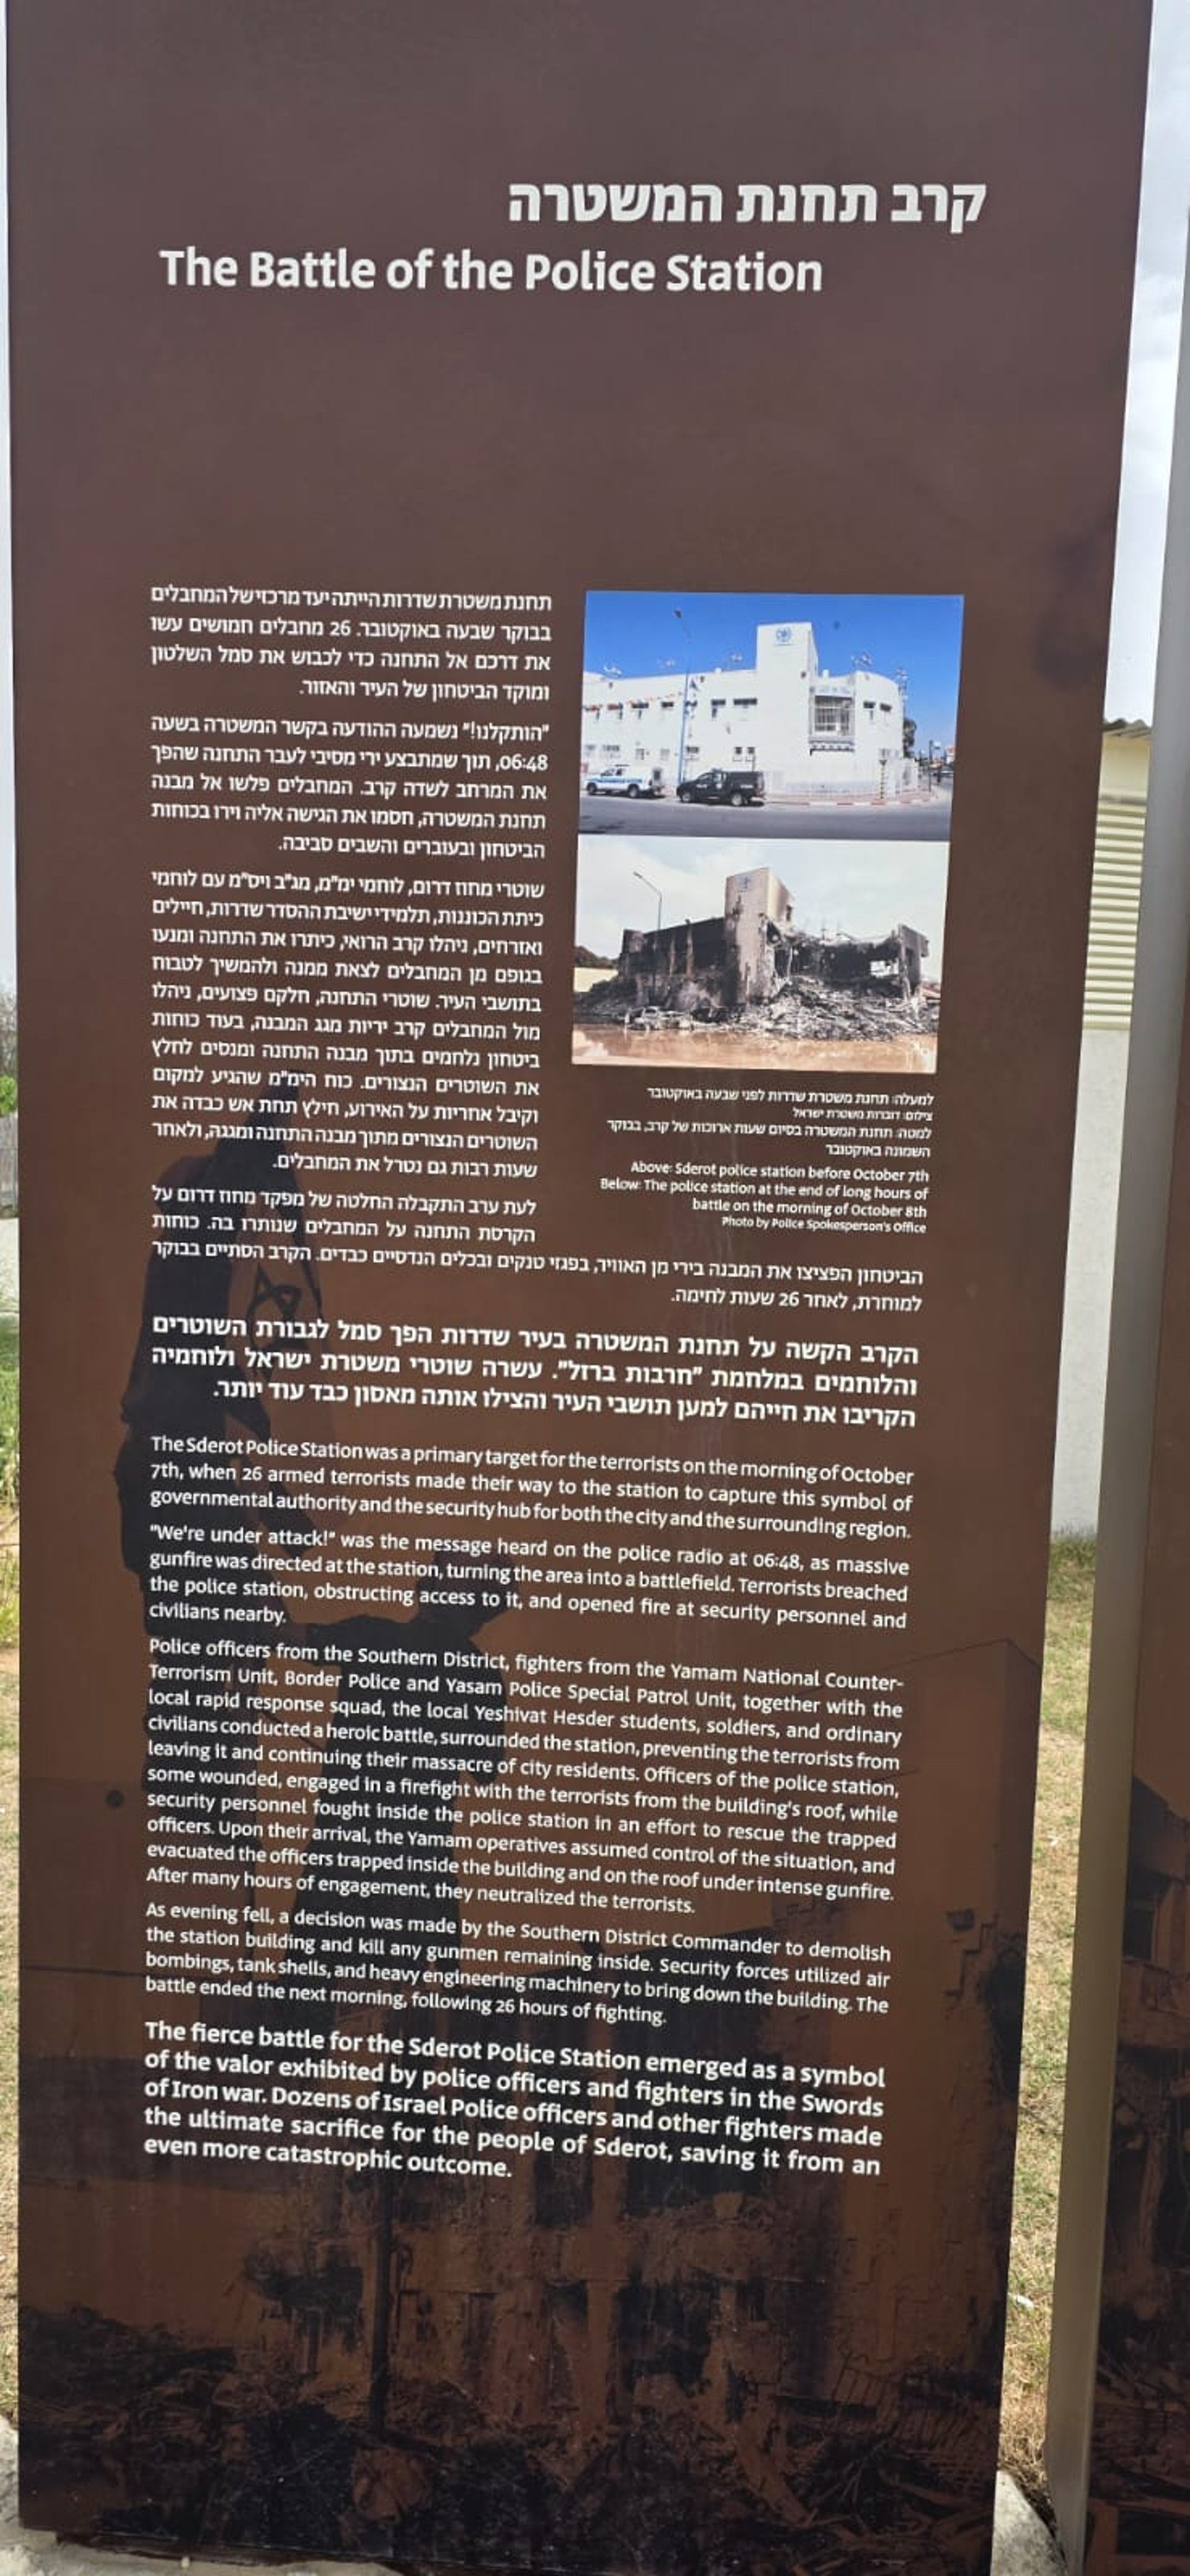 קרב תחנת המשטרה
The Battle of the Police Station
תחנת משטרת שדרות הייתה יעד מרכזי של המחבלים
בבוקר שבעה באוקטובר. 26 מחבלים חמושים עשו
את דרכם אל התחנה כדי לכבוש את סמל השלטון
ומוקד הביטחון של העיר והאזור.
"הותקלנו!" נשמעה ההודעה בקשר המשטרה בשעה
06:48, תוך שמתבצע ירי מסיבי לעבר התחנה שהפך
את המרחב לשדה קרב. המחבלים פלשו אל מבנה
תחנת המשטרה, חסמו את הגישה אליה וירו בכוחות
הביטחון ובעוברים והשבים סביבה.
שוטרי מחוז דרום, לוחמי ימ"מ, מג"ב ויס"מ עם לוחמי
כיתת הכוננות, תלמידי ישיבת ההסדר שדרות, חיילים
ואזרחים, ניהלו קרב הרואי, כיתרו את התחנה ומנעו
בגופם מן המחבלים לצאת ממנה ולהמשיך לטבוח
בתושבי העיר. שוטרי התחנה, חלקם פצועים, ניהלו
מול המחבלים קרב יריות מגג המבנה, בעוד כוחות
ביטחון נלחמים בתוך מבנה התחנה ומנסים לחלץ
את השוטרים הנצורים. כוח הימ"מ שהגיע למקום
וקיבל אחריות על האירוע, חילץ תחת אש כבדה את
השוטרים הנצורים מתוך מבנה התחנה ומגגה, ולאחר
שעות רבות גם נטרל את המחבלים.
לעת ערב התקבלה החלטה של מפקד מחוז דרום על
הקרסת התחנה על המחבלים שנותרו בה. כוחות
הביטחון הפציצו את המבנה בירי מן האוויר, בפגזי טנקים ובכלים הנדסיים כבדים. הקרב הסתיים בבוקר
למוחרת, לאחר 26 שעות לחימה.
למעלה: תחנת משטרת שדרות לפני שבעה באוקטובר
צילום: דוברות משטרת ישראל
למטה: תחנת המשטרה בסיום שעות ארוכות של קרב, בבוקר
השמונה באוקטובר
Above: Sderot police station before October 7th
Below: The police station at the end of long hours of
battle on the morning of October 8th
Photo by Police Spokesperson's Office
הקרב הקשה על תחנת המשטרה בעיר שדרות הפך סמל לגבורת השוטרים
והלוחמים במלחמת "חרבות ברזל". עשרה שוטרי משטרת ישראל ולוחמיה
הקריבו את חייהם למען תושבי העיר והצילו אותה מאסון כבד עוד יותר.
The Sderot Police Station was a primary target for the terrorists on the morning of October
7th, when 26 armed terrorists made their way to the station to capture this symbol of
governmental authority and the security hub for both the city and the surrounding region.
"We're under attack!" was the message heard on the police radio at 06:48, as massive
gunfire was directed at the station, turning the area into a battlefield. Terrorists breached
the police station, obstructing access to it, and opened fire at security personnel and
civilians nearby.
Police officers from the Southern District, fighters from the Yamam National Counter-
Terrorism Unit, Border Police and Yasam Police Special Patrol Unit, together with the
local rapid response squad, the local Yeshivat Hesder students, soldiers, and ordinary
civilians conducted a heroic battle, surrounded the station, preventing the terrorists from
leaving it and continuing their massacre of city residents. Officers of the police station,
some wounded, engaged in a firefight with the terrorists from the building's roof, while
security personnel fought inside the police station in an effort to rescue the trapped
officers. Upon their arrival, the Yamam operatives assumed control of the situation, and
evacuated the officers trapped inside the building and on the roof under intense gunfire.
After many hours of engagement, they neutralized the terrorists.
As evening fell, a decision was made by the Southern District Commander to demolish
the station building and kill any gunmen remaining inside. Security forces utilized air
bombings, tank shells, and heavy engineering machinery to bring down the building. The
battle ended the next morning, following 26 hours of fighting.
The fierce battle for the Sderot Police Station emerged as a symbol
of the valor exhibited by police officers and fighters in the Swords
of Iron war. Dozens of Israel Police officers and other fighters made
the ultimate sacrifice for the people of Sderot, saving it from an
even more catastrophic outcome.